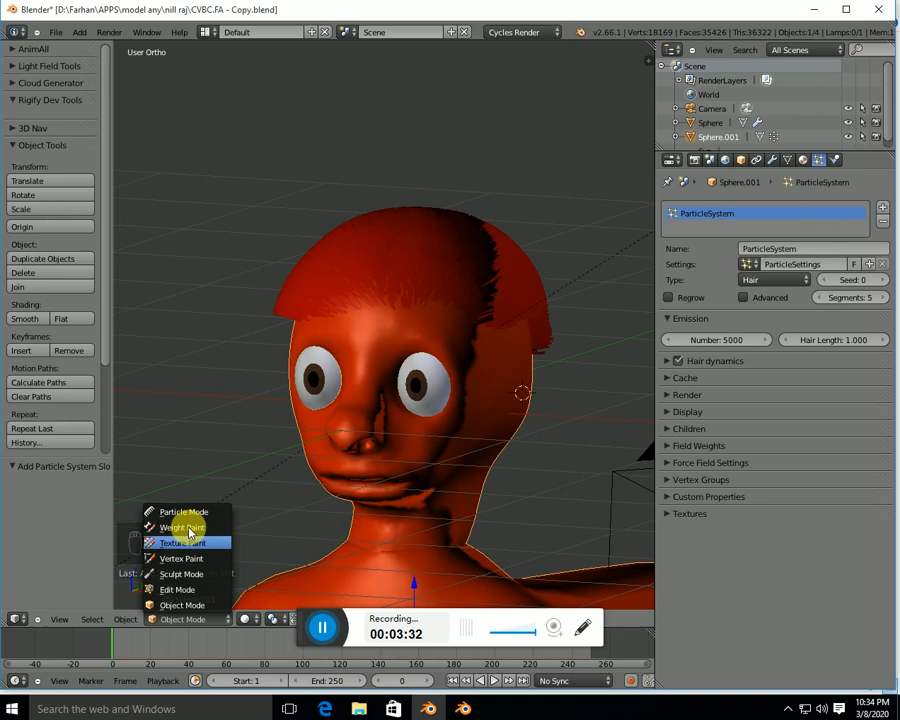 Blender* [D:\Farhan\APPS\model any\nill raj\CVBC.FA - Copy.blend]
File Add Render Window Help Default Scene Cycles Render v2.66.1 | Verts:18169 | Faces:35426 | Tris:36322 | Objects:1/4 | Lamps:0/1 | Mem:1
AnimAll
Light Field Tools
Cloud Generator
Rigify Dev Tools
3D Nav
Object Tools
Transform:
Translate
Rotate
Scale
Origin
Object:
Duplicate Objects
Delete
Join
Shading:
Smooth Flat
Keyframes:
Insert Remove
Motion Paths:
Calculate Paths
Clear Paths
Repeat:
Repeat Last
History...
Add Particle System Slo
User Ortho
Particle Mode
Weight Paint
Texture Paint
Vertex Paint
Sculpt Mode
Edit Mode
Object Mode
View Select Object Object Mode
Recording...
00:03:32
-40 -20 0 20 40 60 80 100 120 140 160 180 200 220 240 260
View Marker Frame Playback Start: 1 End: 250 0 No Sync
View Search All Scenes
Scene
RenderLayers
World
Camera
Sphere
Sphere.001
Sphere.001 ParticleSystem
ParticleSystem
Name: ParticleSystem
Settings: ParticleSettings F
Type: Hair Seed: 0
Regrow Advanced Segments: 5
Emission
Number: 5000 Hair Length: 1.000
Hair dynamics
Cache
Render
Display
Children
Field Weights
Force Field Settings
Vertex Groups
Custom Properties
Textures
Search the web and Windows
10:34 PM
3/8/2020